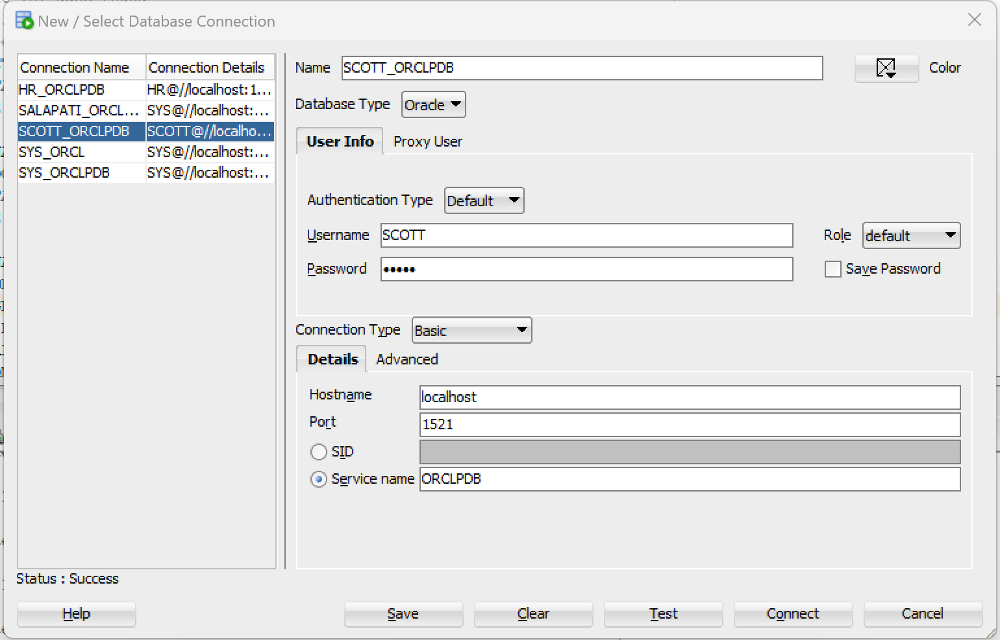 New / Select Database Connection
Connection Name Connection Details
HR_ORCLPDB HR@//localhost:1...
SALAPATI_ORCL... SYS@//localhost:...
SCOTT_ORCLPDB SCOTT@//localho...
SYS_ORCL SYS@//localhost:...
SYS_ORCLPDB SYS@//localhost:...
Name SCOTT_ORCLPDB Color
Database Type Oracle
User Info Proxy User
Authentication Type Default
Username SCOTT Role default
Password ••••• Save Password
Connection Type Basic
Details Advanced
Hostname localhost
Port 1521
SID
Service name ORCLPDB
Status : Success
Help Save Clear Test Connect Cancel